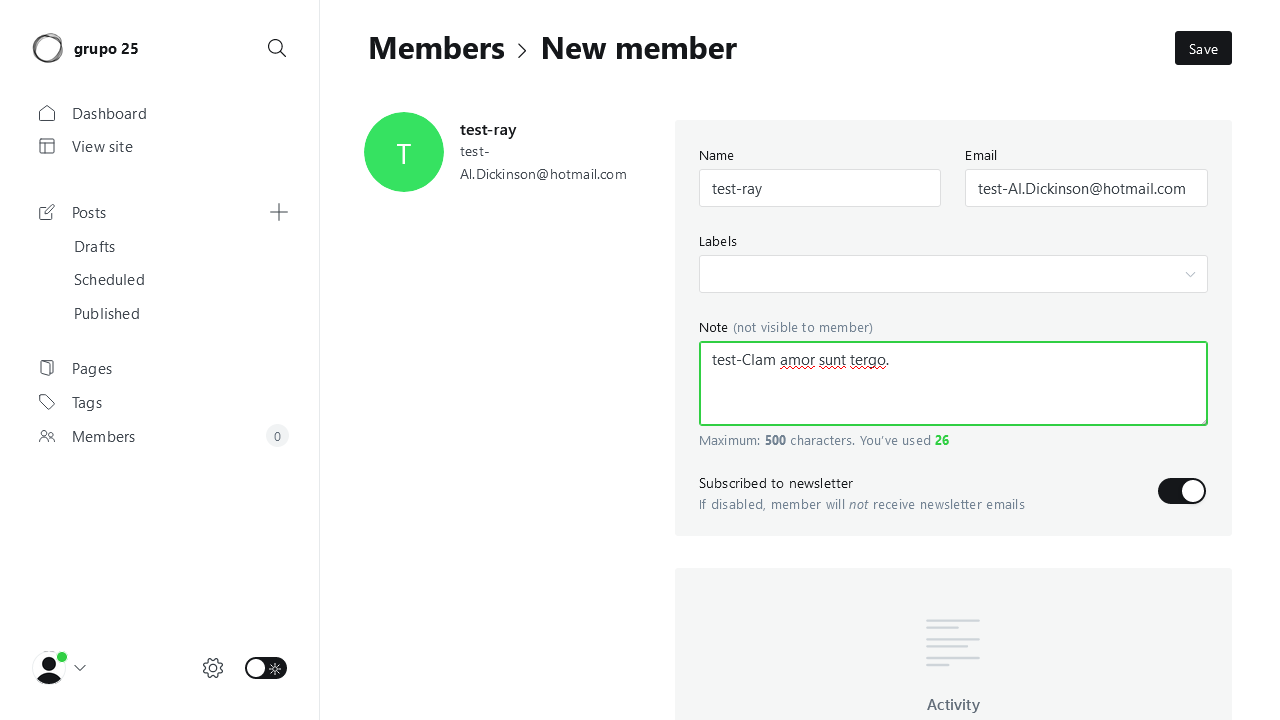 grupo 25
Dashboard
View site
Posts
Drafts
Scheduled
Published
Pages
Tags
Members
0
Members > New member
Save
T
test-ray
test-
Al.Dickinson@hotmail.com
Name
test-ray
Email
test-Al.Dickinson@hotmail.com
Labels
Note (not visible to member)
test-Clam amor sunt tergo.
Maximum: 500 characters. You've used 26
Subscribed to newsletter
If disabled, member will not receive newsletter emails
Activity